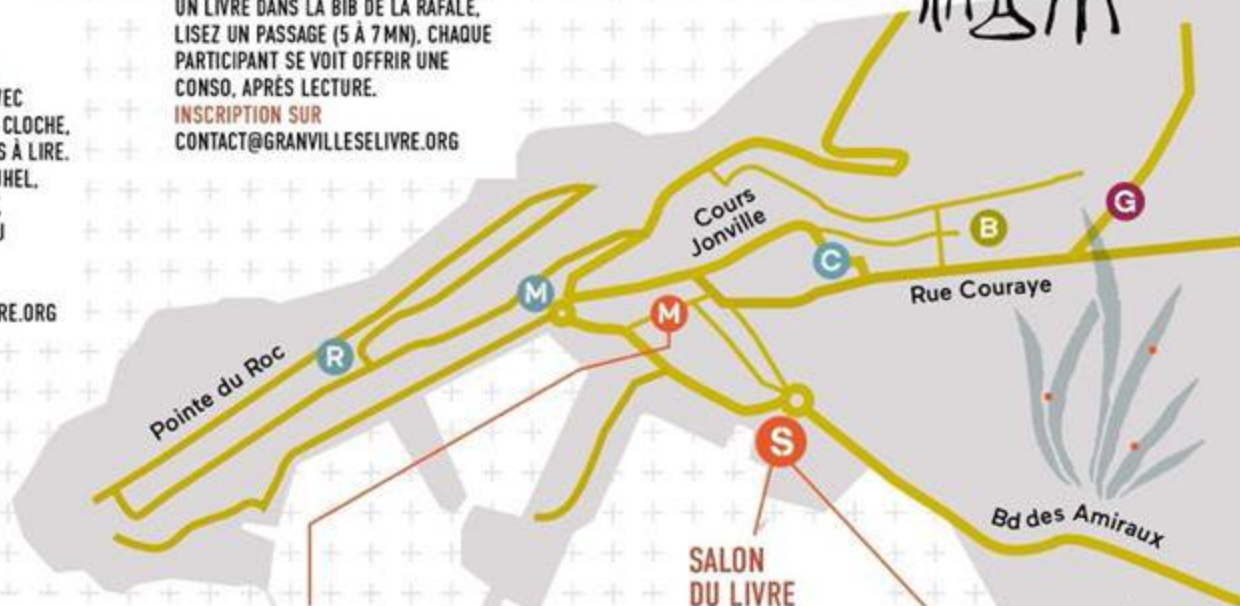 UN LIVRE DANS LA BIB DE LA RAFALE,
LISEZ UN PASSAGE (5 À 7 MN), CHAQUE
PARTICIPANT SE VOIT OFFRIR UNE
CONSO, APRÈS LECTURE.
INSCRIPTION SUR
CONTACT@GRANVILLESELIVRE.ORG
CLOCHE,
À LIRE.
RE.ORG
Cours
Jonville
B
G
C
Rue Couraye
M
M
R
Pointe du Roc
S
Bd des Amiraux
SALON
DU LIVRE